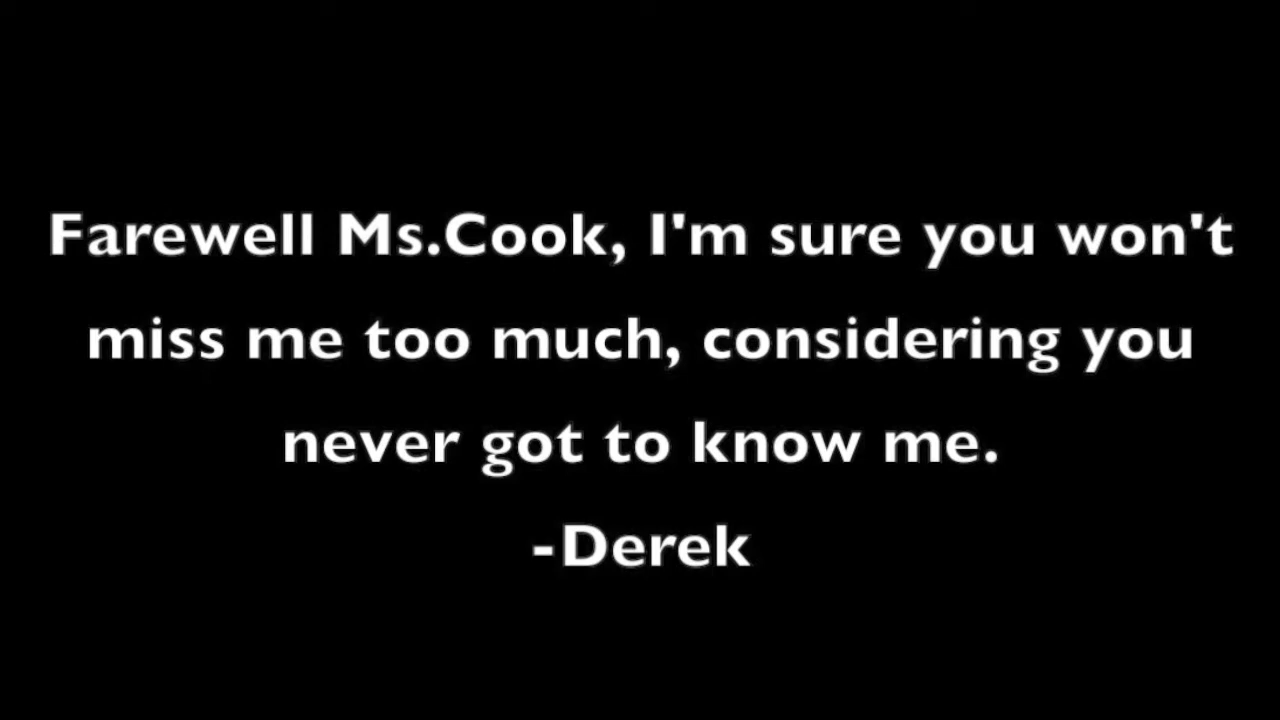 Farewell Ms.Cook, I'm sure you won't
miss me too much, considering you
never got to know me.
-Derek